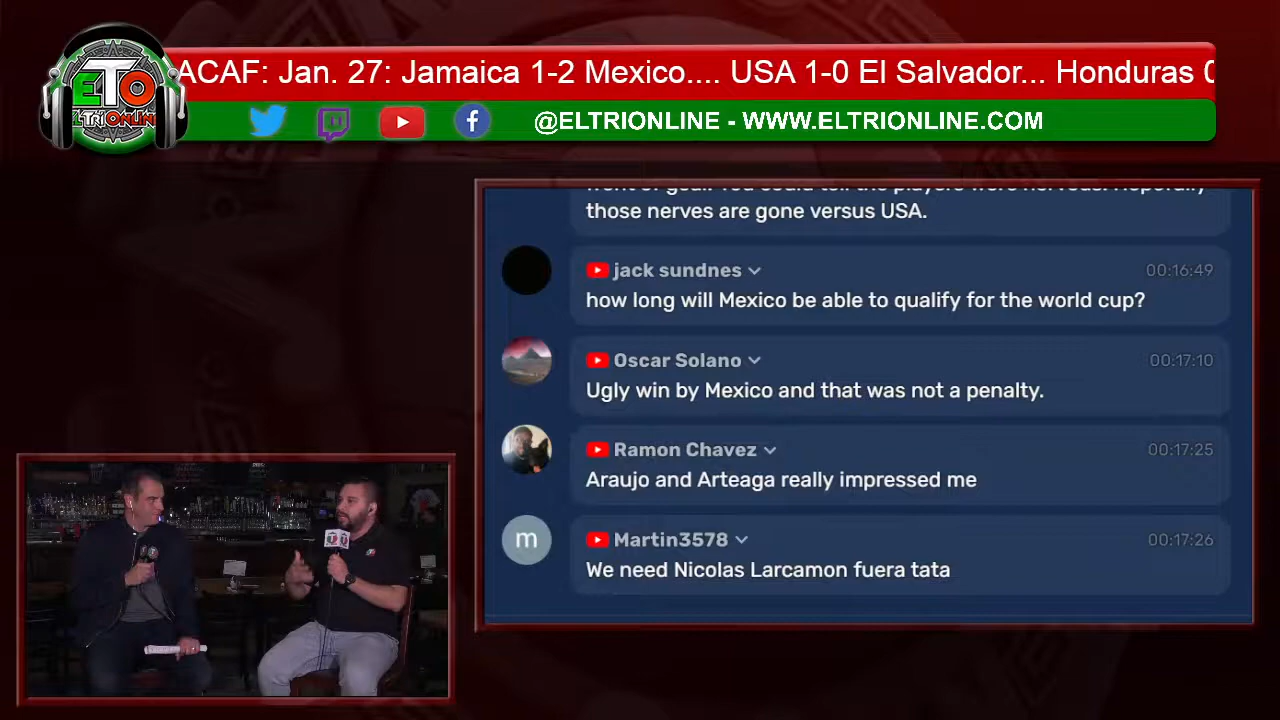 ACAF: Jan. 27: Jamaica 1-2 Mexico.... USA 1-0 El Salvador... Honduras
ETO
ELTRIONLINE
@ELTRIONLINE - WWW.ELTRIONLINE.COM
those nerves are gone versus USA.
jack sundnes
00:16:49
how long will Mexico be able to qualify for the world cup?
Oscar Solano
00:17:10
Ugly win by Mexico and that was not a penalty.
Ramon Chavez
00:17:25
Araujo and Arteaga really impressed me
m
Martin3578
00:17:26
We need Nicolas Larcamon fuera tata